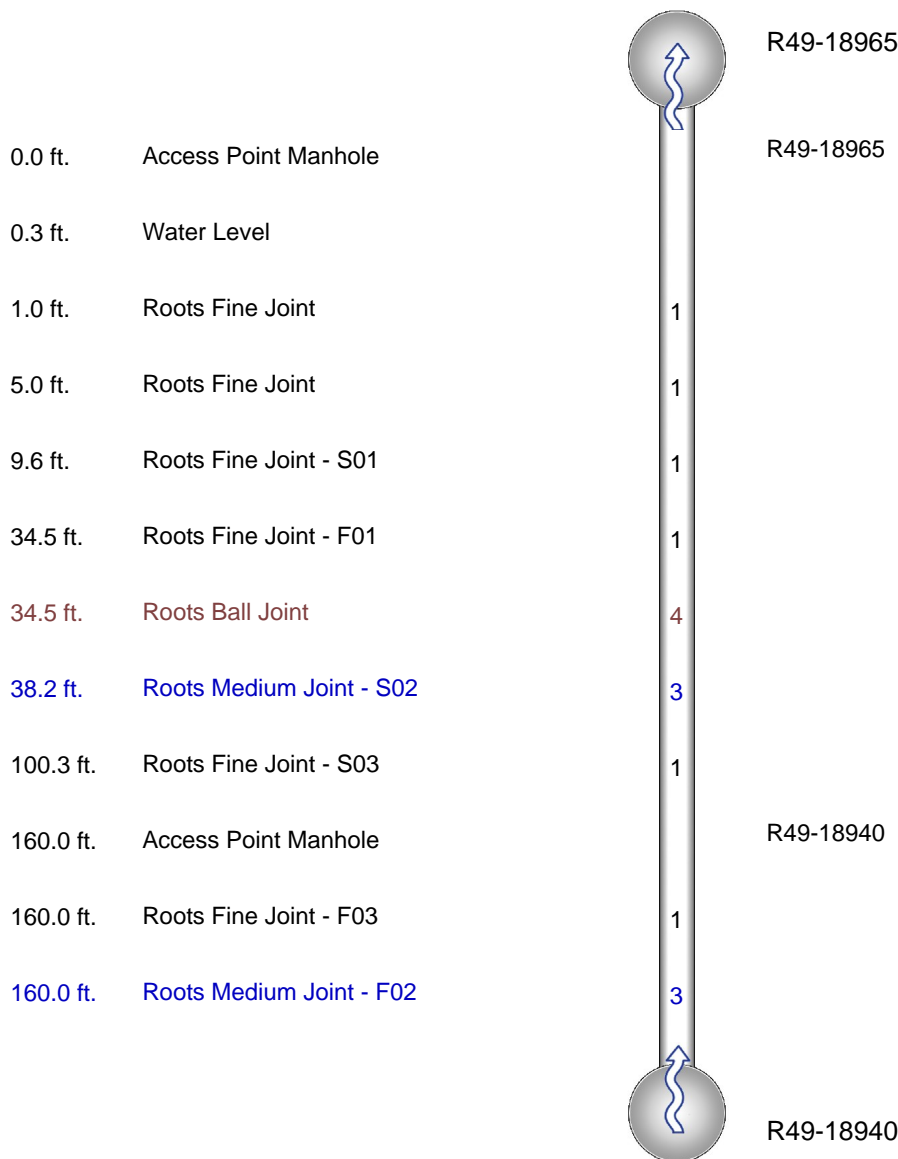 R49-18965
0.0 ft. Access Point Manhole R49-18965
0.3 ft. Water Level
1.0 ft. Roots Fine Joint 1
5.0 ft. Roots Fine Joint 1
9.6 ft. Roots Fine Joint - S01 1
34.5 ft. Roots Fine Joint - F01 1
34.5 ft. Roots Ball Joint 4
38.2 ft. Roots Medium Joint - S02 3
100.3 ft. Roots Fine Joint - S03 1
160.0 ft. Access Point Manhole R49-18940
160.0 ft. Roots Fine Joint - F03 1
160.0 ft. Roots Medium Joint - F02 3
R49-18940